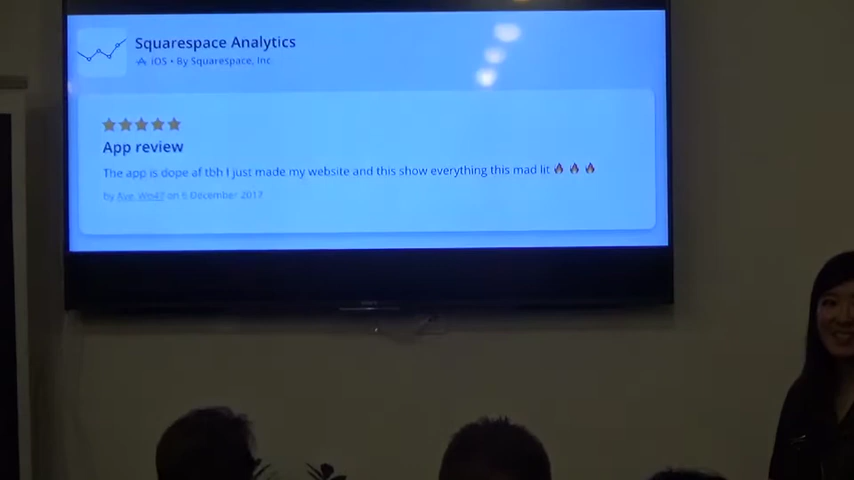 Squarespace Analytics
iOS • By Squarespace, Inc.
App review
The app is dope af tbh I just made my website and this show everything this mad lit 🔥 🔥 🔥
by on 6 December 2017